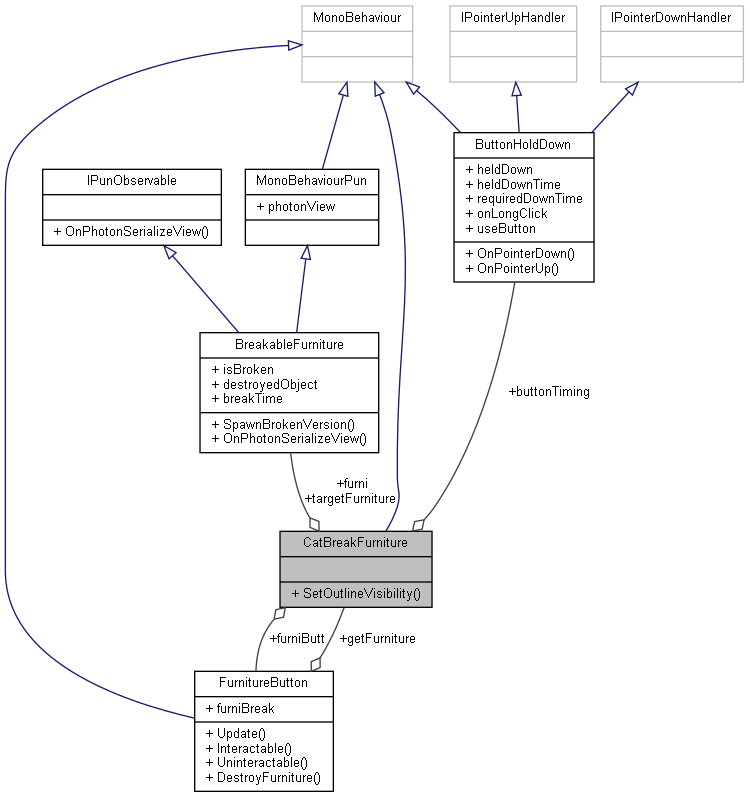 MonoBehaviour
IPointerUpHandler
IPointerDownHandler
ButtonHoldDown
+ heldDown
+ heldDownTime
+ requiredDownTime
+ onLongClick
+ useButton
+ OnPointerDown()
+ OnPointerUp()
IPunObservable
+ OnPhotonSerializeView()
MonoBehaviourPun
+ photonView
BreakableFurniture
+ isBroken
+ destroyedObject
+ breakTime
+ SpawnBrokenVersion()
+ OnPhotonSerializeView()
+buttonTiming
+furni
+targetFurniture
CatBreakFurniture
+ SetOutlineVisibility()
+furniButt
+getFurniture
FurnitureButton
+ furniBreak
+ Update()
+ Interactable()
+ Uninteractable()
+ DestroyFurniture()